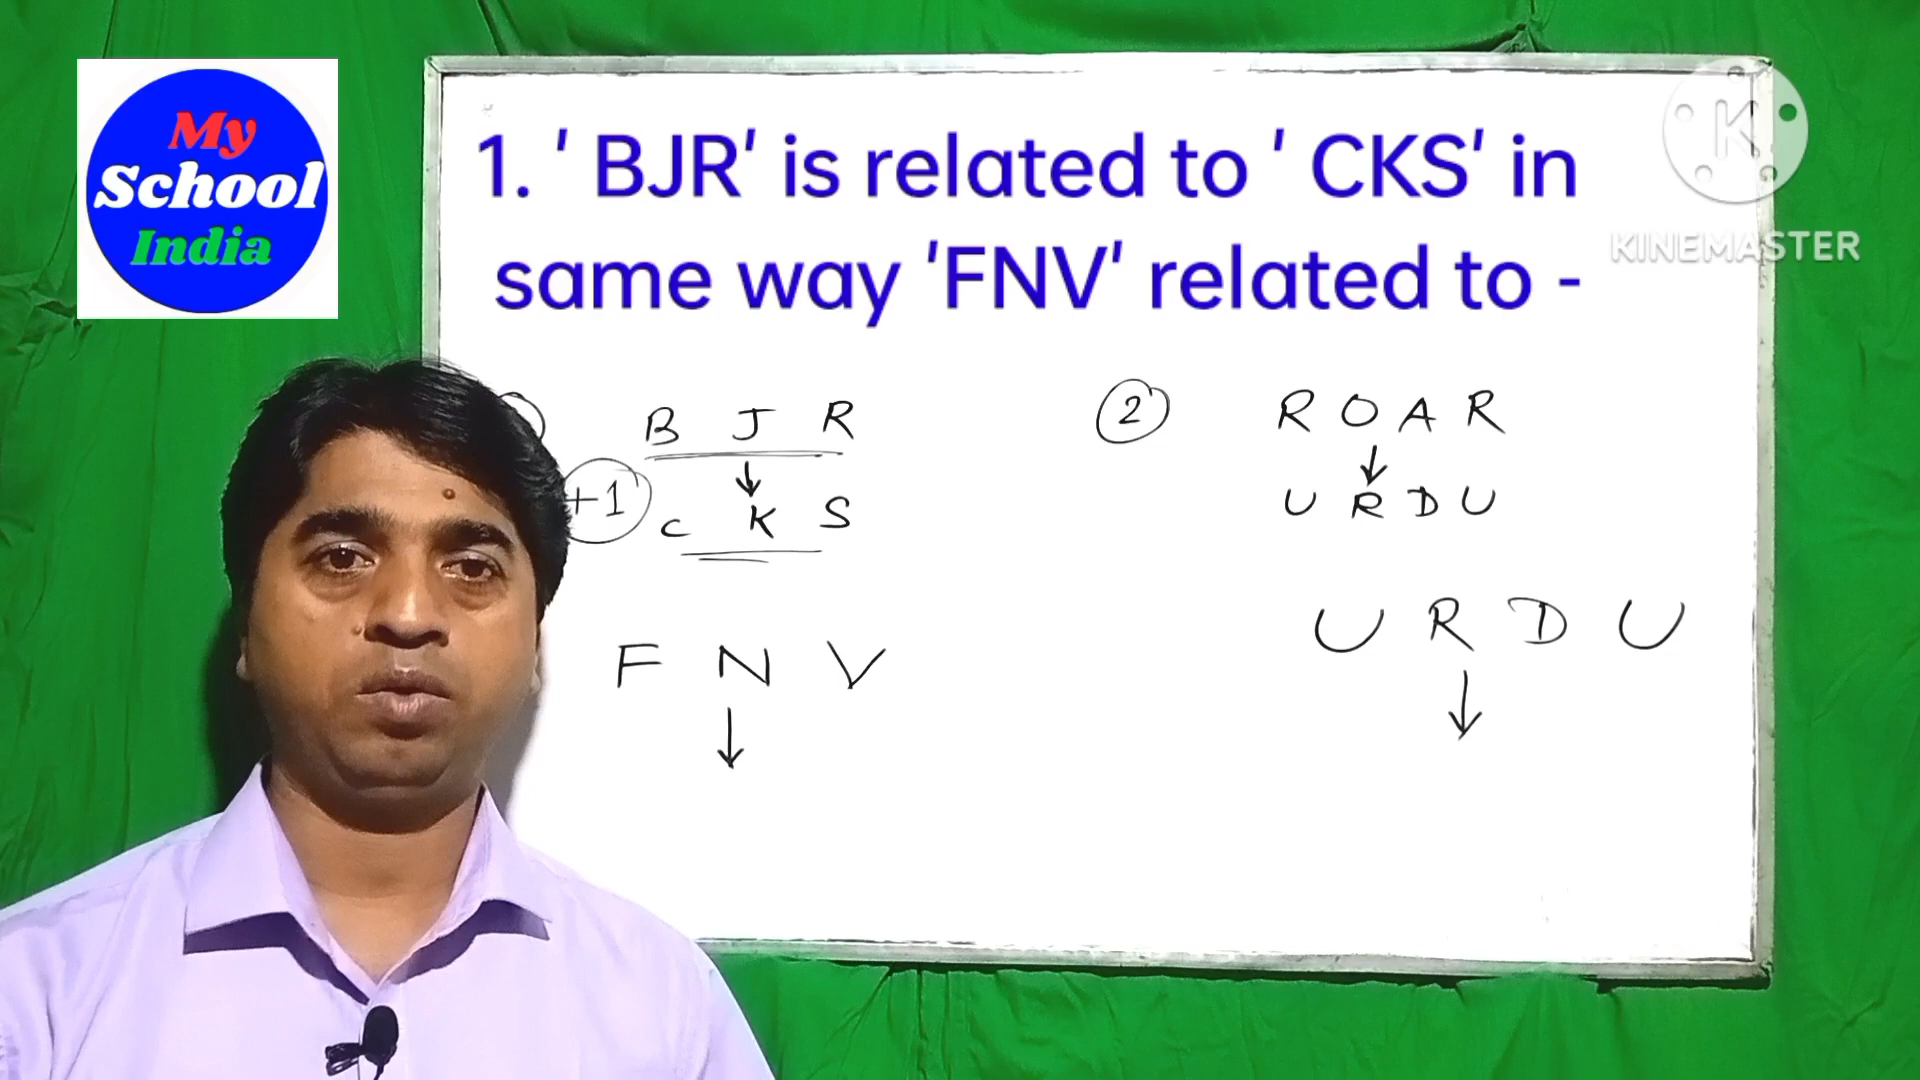 My
School
India
1. ' BJR' is related to ' CKS' in
same way 'FNV' related to -
KINEMASTER
B J R
+1
C K S
F N V
2
R O A R
U R D U
U R D U